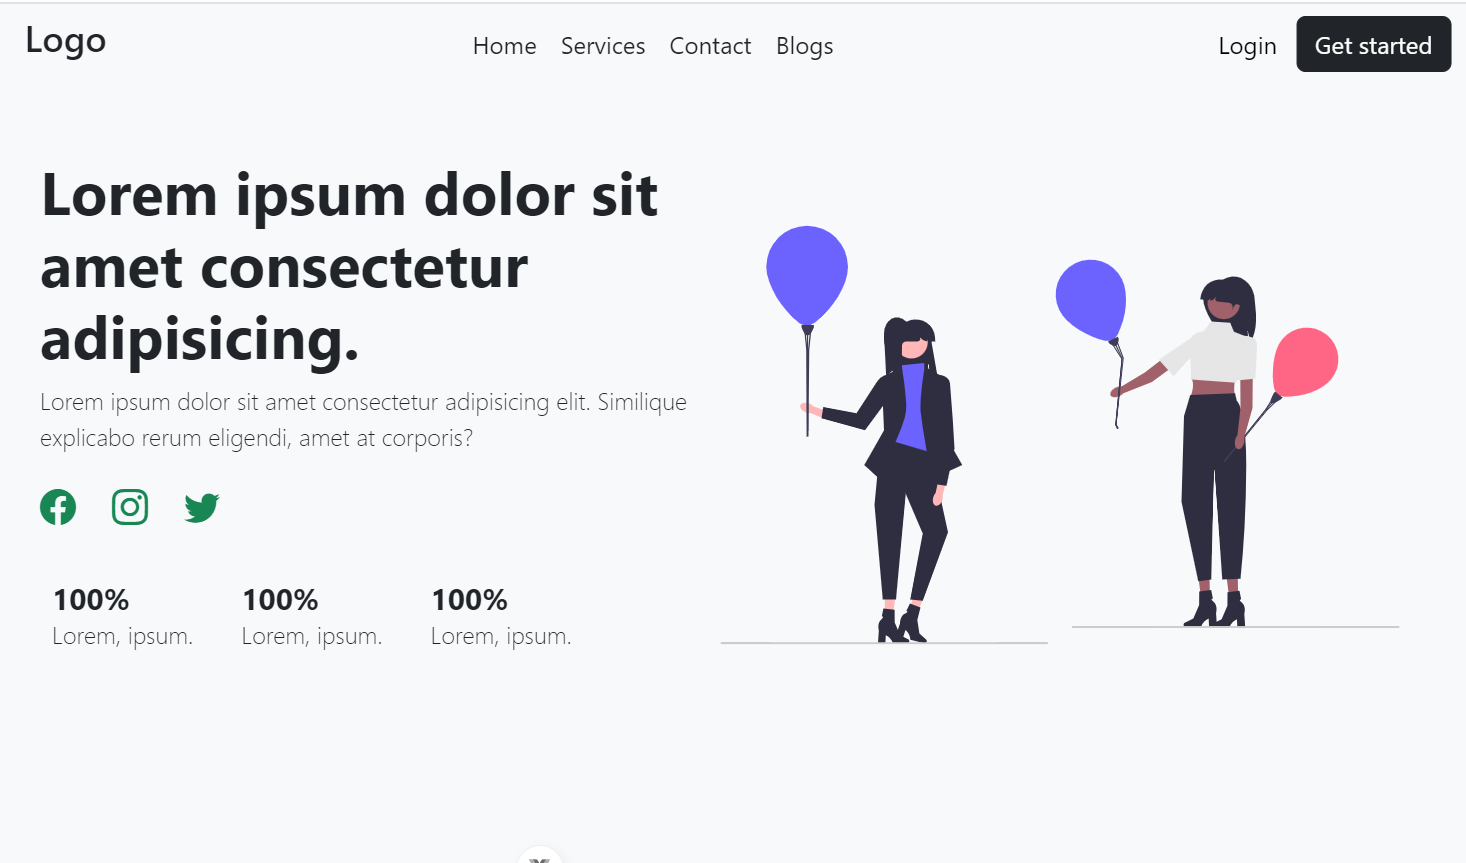 Logo
Home Services Contact Blogs
Login Get started
Lorem ipsum dolor sit
amet consectetur
adipisicing.
Lorem ipsum dolor sit amet consectetur adipisicing elit. Similique
explicabo rerum eligendi, amet at corporis?
100% 100% 100%
Lorem, ipsum. Lorem, ipsum. Lorem, ipsum.